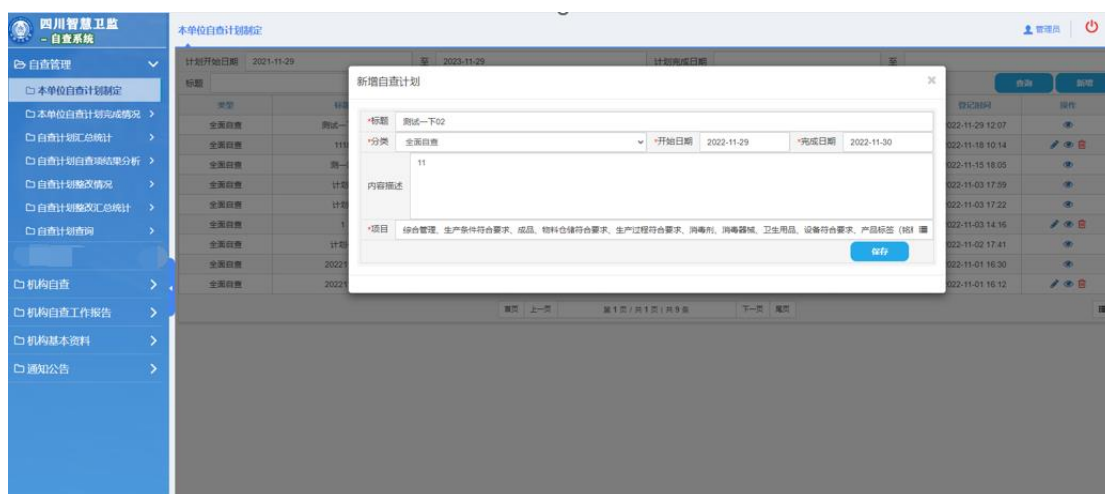 四川智慧卫监
- 自查系统
本单位自查计划制定
管理员
自查管理
本单位自查计划制定
本单位自查计划完成情况
自查计划汇总统计
自查计划自查项结果分析
自查计划整改情况
自查计划整改汇总统计
自查计划查询
机构自查
机构自查工作报告
机构基本资料
通知公告
计划开始日期 2021-11-29 至 2023-11-29 计划完成日期 至
标题 查询 新增
类型 登记时间 操作
全面自查 测试一 022-11-29 12:07
全面自查 022-11-18 10:14
全面自查 022-11-15 18:05
全面自查 022-11-03 17:59
全面自查 022-11-03 17:22
全面自查 022-11-03 14:16
全面自查 022-11-02 17:41
全面自查 20221 022-11-01 16:30
全面自查 20221 022-11-01 16:12
首页 上一页 第1页/共1页|共9条 下一页 尾页
新增自查计划 ×
*标题 测试一下02
*分类 全面自查 *开始日期 2022-11-29 *完成日期 2022-11-30
内容描述 11
*项目 综合管理、生产条件符合要求、成品、物料仓储符合要求、生产过程符合要求、消毒剂、消毒器械、卫生用品、设备符合要求、产品标签（铭
保存